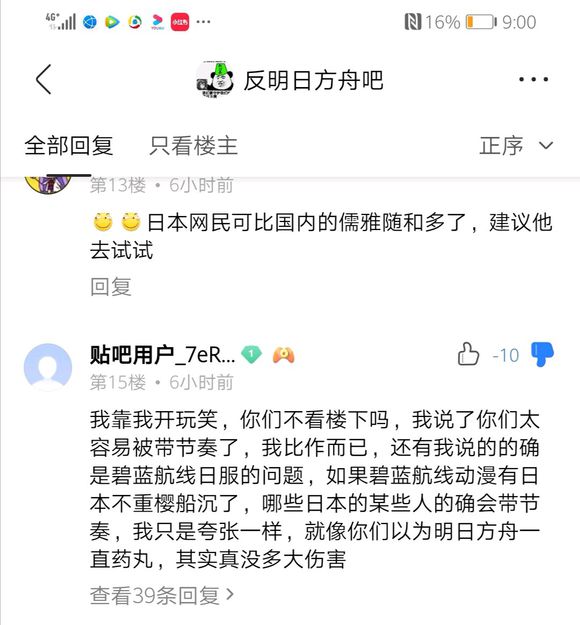 4G+ 16% 9:00
反明日方舟吧
全部回复 只看楼主 正序
第13楼 • 6小时前
日本网民可比国内的儒雅随和多了，建议他
去试试
回复
贴吧用户_7eR... 1 -10
第15楼 • 6小时前
我靠我开玩笑，你们不看楼下吗，我说了你们太
容易被带节奏了，我比作而已，还有我说的的确
是碧蓝航线日服的问题，如果碧蓝航线动漫有日
本不重樱船沉了，哪些日本的某些人的确会带节
奏，我只是夸张一样，就像你们以为明日方舟一
直药丸，其实真没多大伤害
查看39条回复